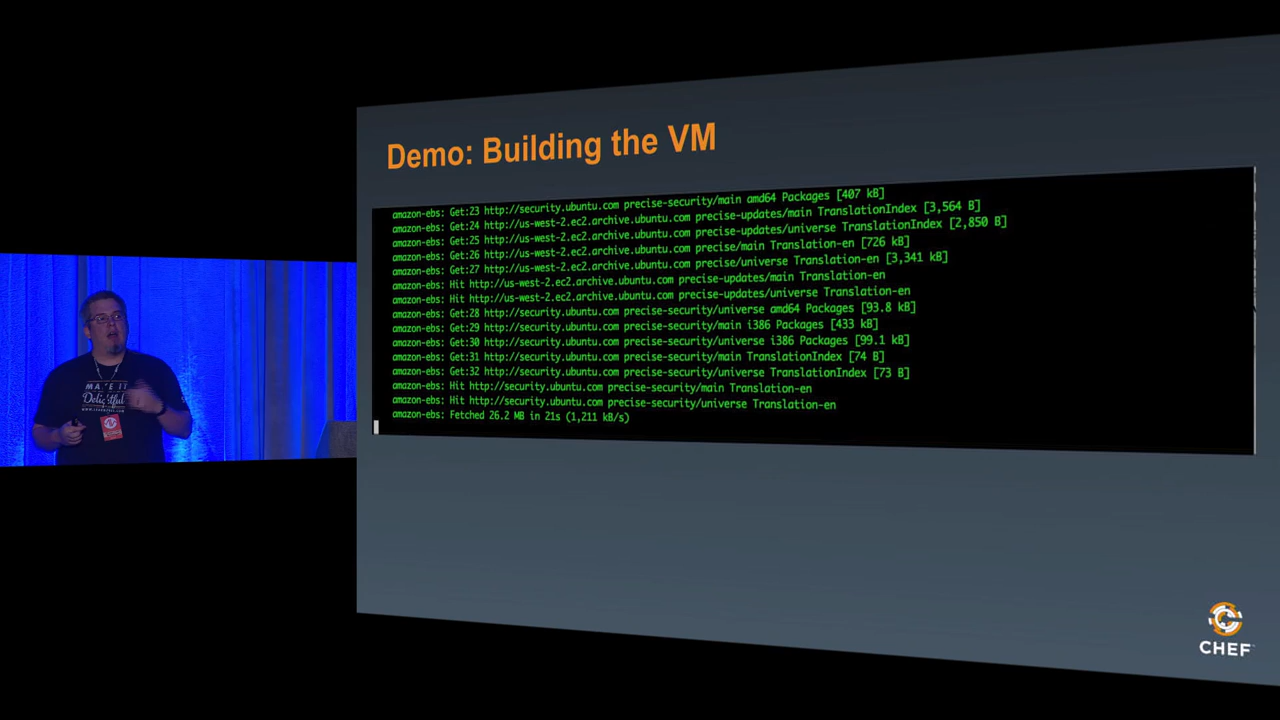 Demo: Building the VM
amazon-ebs: Get:23 http://security.ubuntu.com precise-security/main amd64 Packages [407 kB]
amazon-ebs: Get:24 http://us-west-2.ec2.archive.ubuntu.com precise-updates/main TranslationIndex [3,564 B]
amazon-ebs: Get:25 http://us-west-2.ec2.archive.ubuntu.com precise-updates/universe TranslationIndex [2,850 B]
amazon-ebs: Get:26 http://us-west-2.ec2.archive.ubuntu.com precise/main Translation-en [726 kB]
amazon-ebs: Get:27 http://us-west-2.ec2.archive.ubuntu.com precise/universe Translation-en [3,341 kB]
amazon-ebs: Hit http://us-west-2.ec2.archive.ubuntu.com precise-updates/main Translation-en
amazon-ebs: Hit http://us-west-2.ec2.archive.ubuntu.com precise-updates/universe Translation-en
amazon-ebs: Get:28 http://security.ubuntu.com precise-security/universe amd64 Packages [93.8 kB]
amazon-ebs: Get:29 http://security.ubuntu.com precise-security/main i386 Packages [433 kB]
amazon-ebs: Get:30 http://security.ubuntu.com precise-security/universe i386 Packages [99.1 kB]
amazon-ebs: Get:31 http://security.ubuntu.com precise-security/main TranslationIndex [74 B]
amazon-ebs: Get:32 http://security.ubuntu.com precise-security/universe TranslationIndex [73 B]
amazon-ebs: Hit http://security.ubuntu.com precise-security/main Translation-en
amazon-ebs: Hit http://security.ubuntu.com precise-security/universe Translation-en
amazon-ebs: Fetched 26.2 MB in 21s (1,211 kB/s)
MAKE IT
Delightful
CHEF